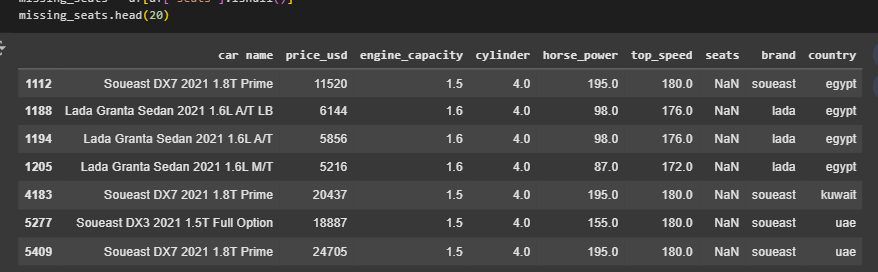 missing_seats = df[df['seats'].isnull()]
missing_seats.head(20)
car name price_usd engine_capacity cylinder horse_power top_speed seats brand country
1112 Soueast DX7 2021 1.8T Prime 11520 1.5 4.0 195.0 180.0 NaN soueast egypt
1188 Lada Granta Sedan 2021 1.6L A/T LB 6144 1.6 4.0 98.0 176.0 NaN lada egypt
1194 Lada Granta Sedan 2021 1.6L A/T 5856 1.6 4.0 98.0 176.0 NaN lada egypt
1205 Lada Granta Sedan 2021 1.6L M/T 5216 1.6 4.0 87.0 172.0 NaN lada egypt
4183 Soueast DX7 2021 1.8T Prime 20437 1.5 4.0 195.0 180.0 NaN soueast kuwait
5277 Soueast DX3 2021 1.5T Full Option 18887 1.5 4.0 155.0 180.0 NaN soueast uae
5409 Soueast DX7 2021 1.8T Prime 24705 1.5 4.0 195.0 180.0 NaN soueast uae